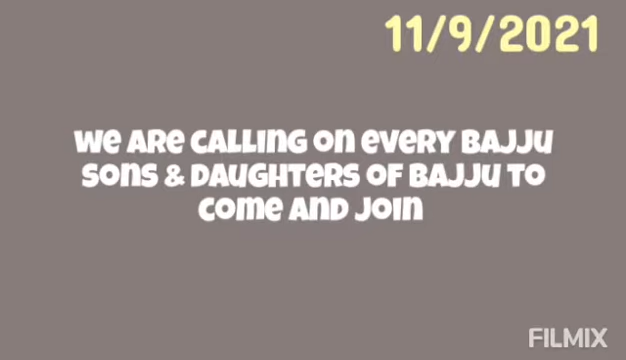 11/9/2021
We are calling on every Bajju
sons & daughters of Bajju to
come and join
FILMIX